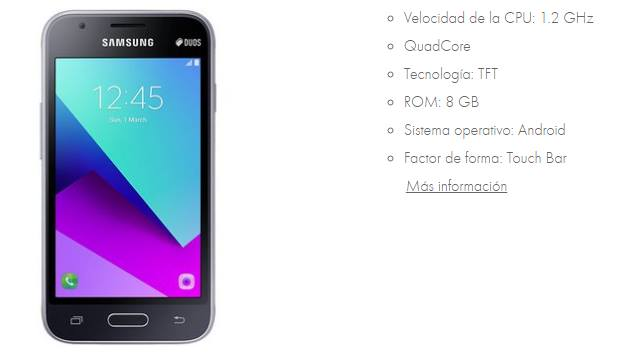 SAMSUNG DUOS
12:45
Sun, 1 March
Velocidad de la CPU: 1.2 GHz
QuadCore
Tecnología: TFT
ROM: 8 GB
Sistema operativo: Android
Factor de forma: Touch Bar
Más información